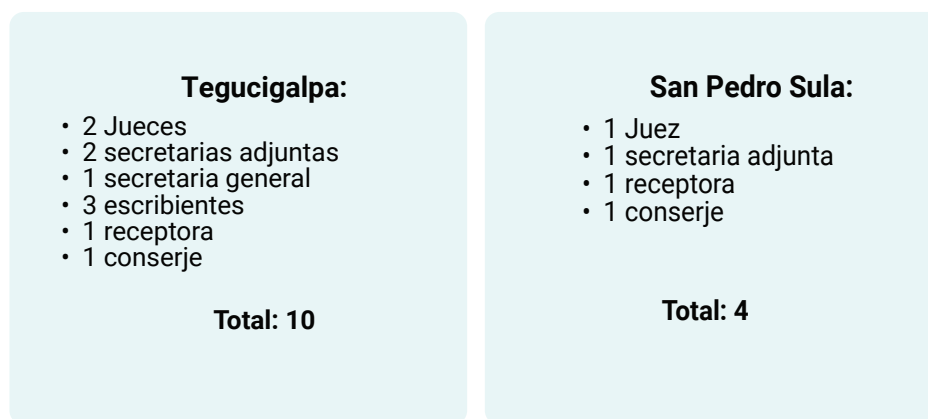 Tegucigalpa:
• 2 Jueces
• 2 secretarias adjuntas
• 1 secretaria general
• 3 escribientes
• 1 receptora
• 1 conserje
Total: 10
San Pedro Sula:
• 1 Juez
• 1 secretaria adjunta
• 1 receptora
• 1 conserje
Total: 4